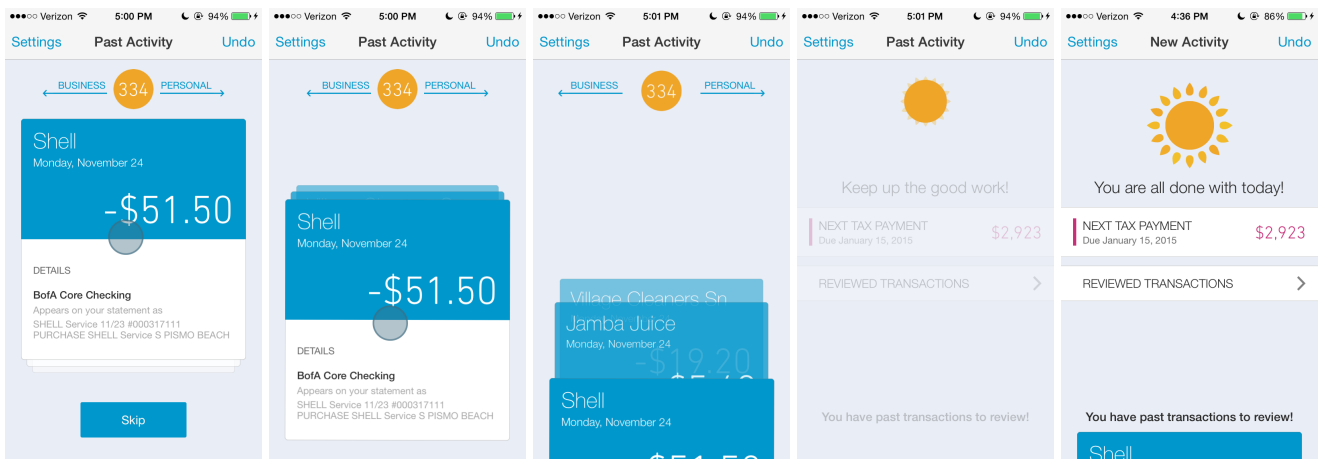 Verizon 5:00 PM 94%
Settings Past Activity Undo
BUSINESS 334 PERSONAL
Shell
Monday, November 24
-$51.50
DETAILS
BofA Core Checking
Appears on your statement as
SHELL Service 11/23 #000317111
PURCHASE SHELL Service S PISMO BEACH
Skip
Verizon 5:00 PM 94%
Settings Past Activity Undo
BUSINESS 334 PERSONAL
Shell
Monday, November 24
-$51.50
DETAILS
BofA Core Checking
Appears on your statement as
SHELL Service 11/23 #000317111
PURCHASE SHELL Service S PISMO BEACH
Verizon 5:01 PM 94%
Settings Past Activity Undo
BUSINESS 334 PERSONAL
Village Cleaners Sn
Jamba Juice
Monday, November 24
-$19.20
Shell
Monday, November 24
Verizon 5:01 PM 94%
Settings Past Activity Undo
Keep up the good work!
NEXT TAX PAYMENT
Due January 15, 2015
$2,923
REVIEWED TRANSACTIONS
You have past transactions to review!
Verizon 4:36 PM 86%
Settings New Activity Undo
You are all done with today!
NEXT TAX PAYMENT
Due January 15, 2015
$2,923
REVIEWED TRANSACTIONS
You have past transactions to review!
Shell